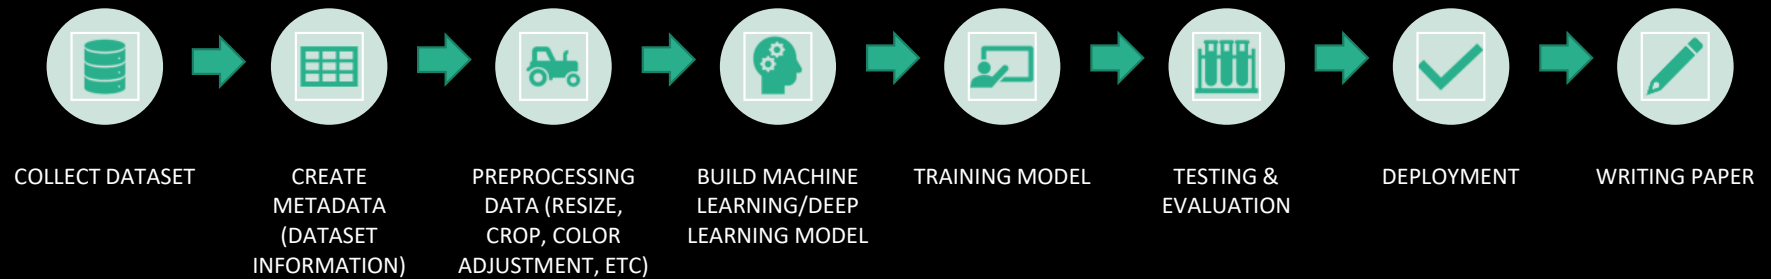 COLLECT DATASET
CREATE
METADATA
(DATASET
INFORMATION)
PREPROCESSING
DATA (RESIZE,
CROP, COLOR
ADJUSTMENT, ETC)
BUILD MACHINE
LEARNING/DEEP
LEARNING MODEL
TRAINING MODEL
TESTING &
EVALUATION
DEPLOYMENT
WRITING PAPER